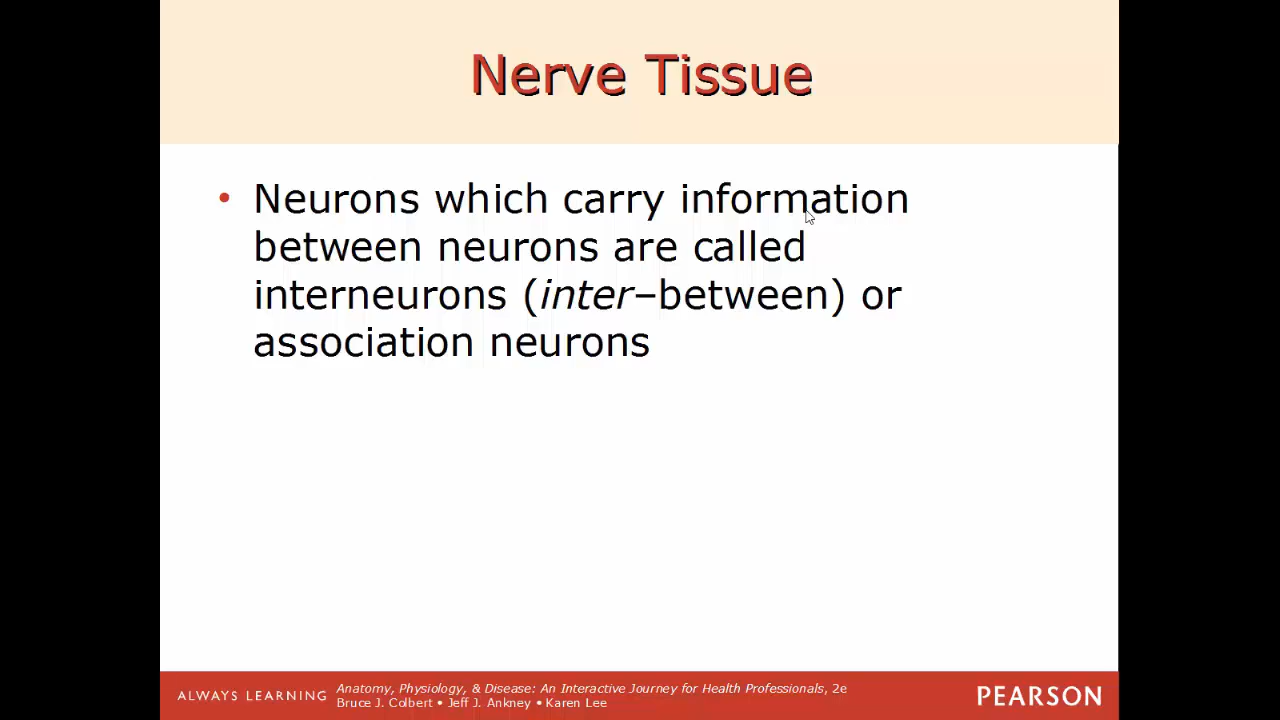 Nerve Tissue
• Neurons which carry information
between neurons are called
interneurons (inter–between) or
association neurons
ALWAYS LEARNING
Anatomy, Physiology, & Disease: An Interactive Journey for Health Professionals, 2e
Bruce J. Colbert • Jeff J. Ankney • Karen Lee
PEARSON